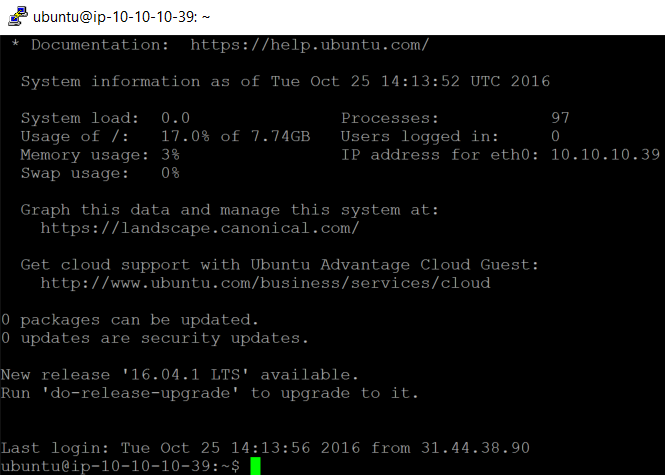 ubuntu@ip-10-10-10-39: ~
* Documentation:  https://help.ubuntu.com/
System information as of Tue Oct 25 14:13:52 UTC 2016
System load:  0.0               Processes:           97
Usage of /:   17.0% of 7.74GB   Users logged in:     0
Memory usage: 3%                IP address for eth0: 10.10.10.39
Swap usage:   0%
Graph this data and manage this system at:
https://landscape.canonical.com/
Get cloud support with Ubuntu Advantage Cloud Guest:
http://www.ubuntu.com/business/services/cloud
0 packages can be updated.
0 updates are security updates.
New release '16.04.1 LTS' available.
Run 'do-release-upgrade' to upgrade to it.
Last login: Tue Oct 25 14:13:56 2016 from 31.44.38.90
ubuntu@ip-10-10-10-39:~$